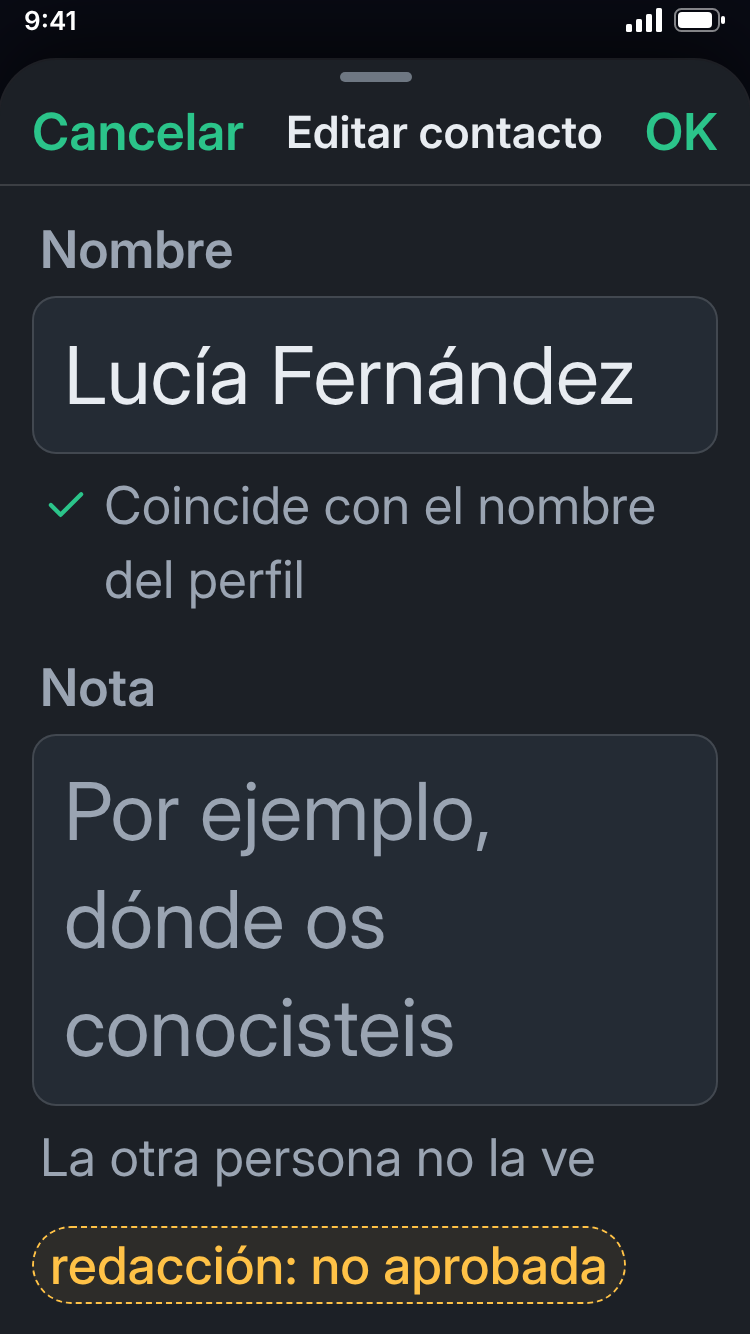 9:41
Cancelar Editar contacto OK
Nombre
Lucía Fernández
Coincide con el nombre
del perfil
Nota
Por ejemplo,
dónde os
conocisteis
La otra persona no la ve
redacción: no aprobada